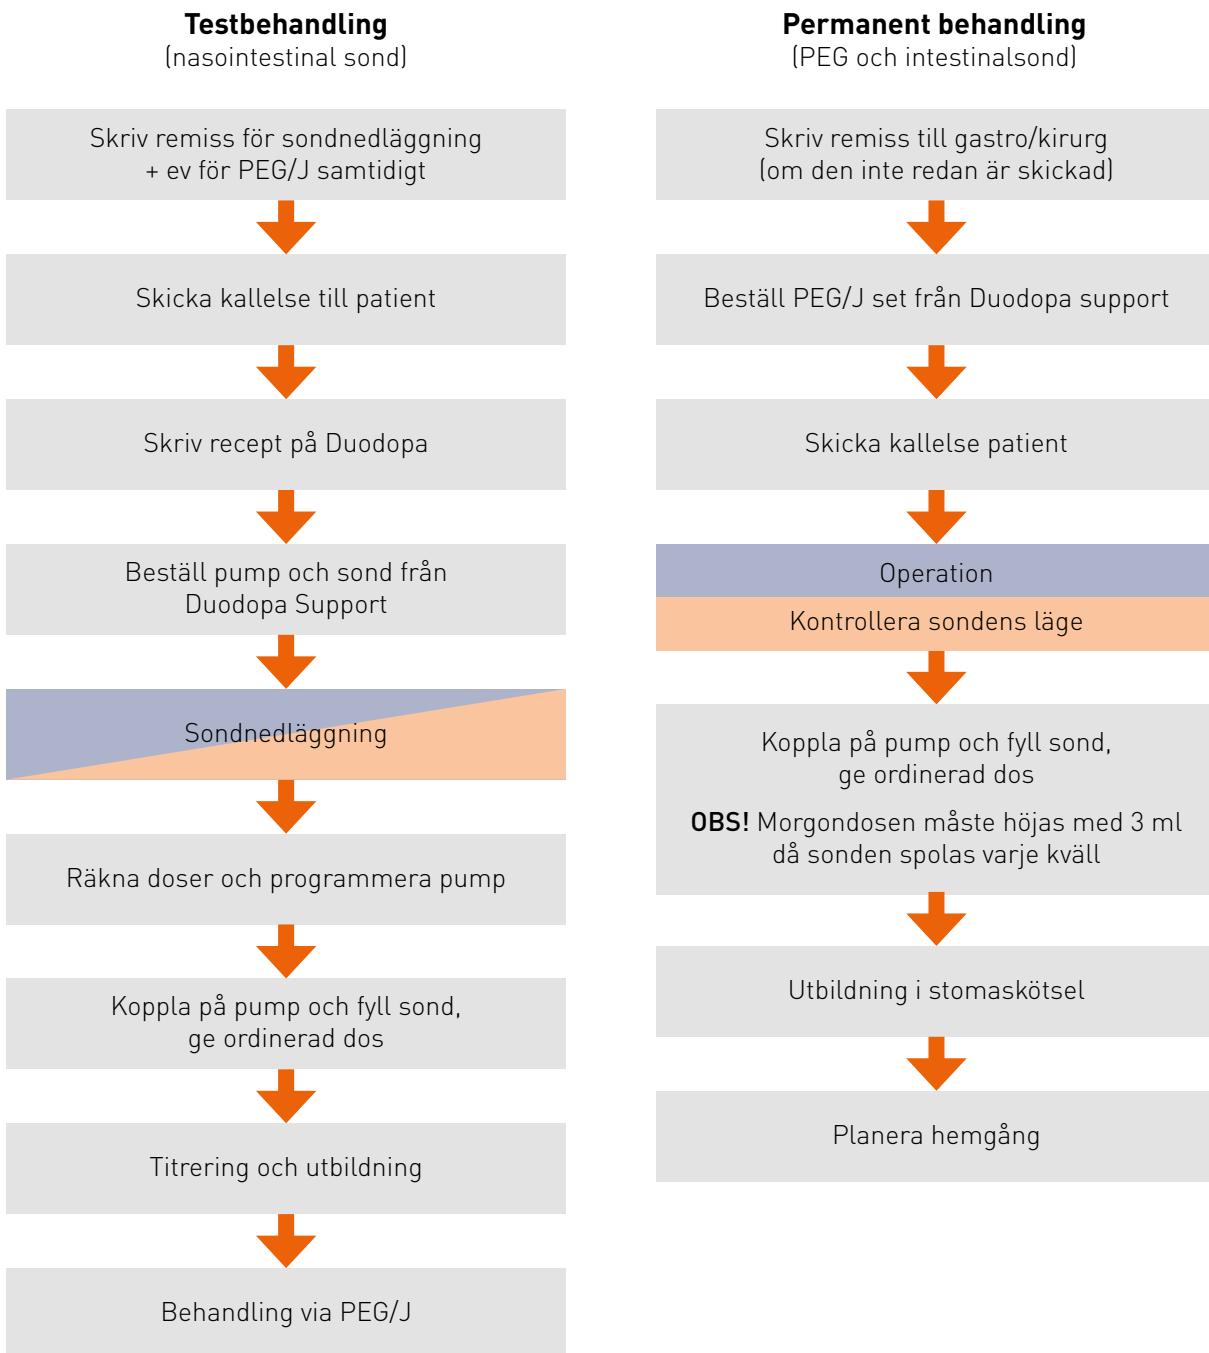 Testbehandling
(nasointestinal sond)
Skriv remiss för sondnedläggning
+ ev för PEG/J samtidigt
Skicka kallelse till patient
Skriv recept på Duodopa
Beställ pump och sond från
Duodopa Support
Sondnedläggning
Räkna doser och programmera pump
Koppla på pump och fyll sond,
ge ordinerad dos
Titrering och utbildning
Behandling via PEG/J
Permanent behandling
(PEG och intestinalsond)
Skriv remiss till gastro/kirurg
(om den inte redan är skickad)
Beställ PEG/J set från Duodopa support
Skicka kallelse patient
Operation
Kontrollera sondens läge
Koppla på pump och fyll sond,
ge ordinerad dos
OBS! Morgondosen måste höjas med 3 ml
då sonden spolas varje kväll
Utbildning i stomaskötsel
Planera hemgång